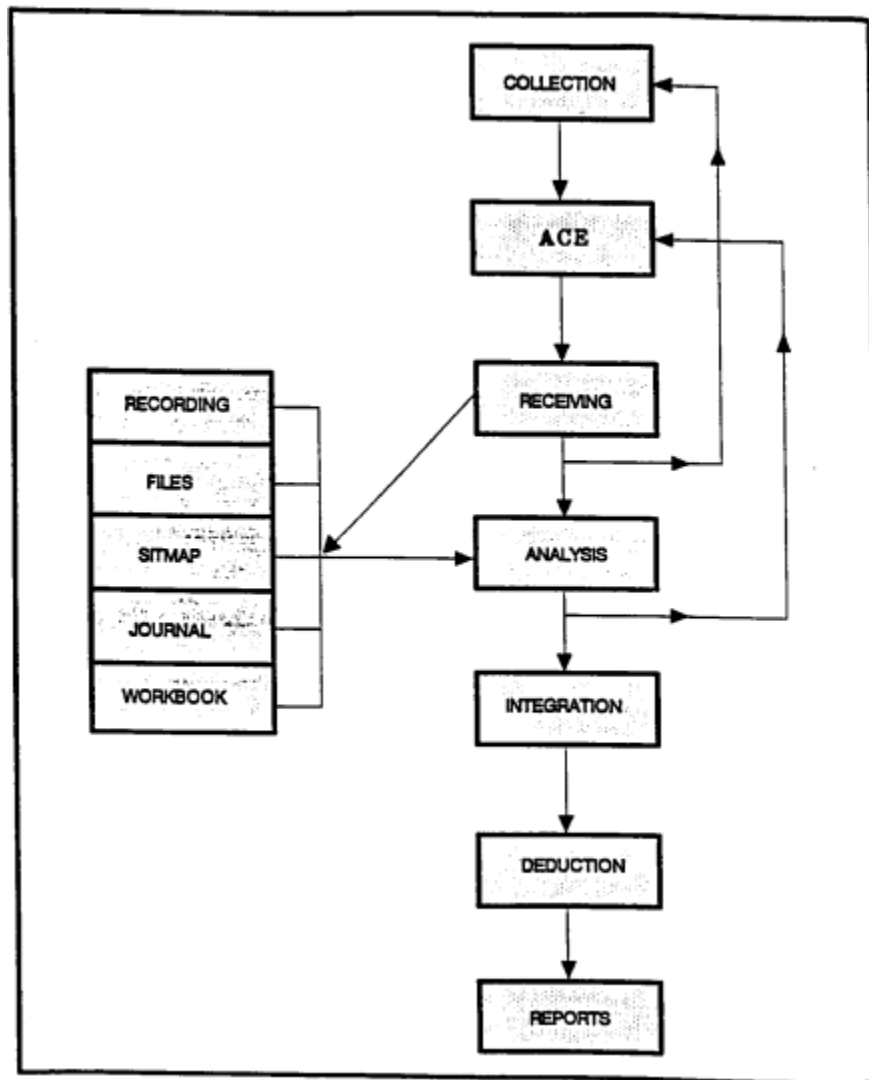 COLLECTION
ACE
RECEIVING
RECORDING
FILES
SITMAP
JOURNAL
WORKBOOK
ANALYSIS
INTEGRATION
DEDUCTION
REPORTS